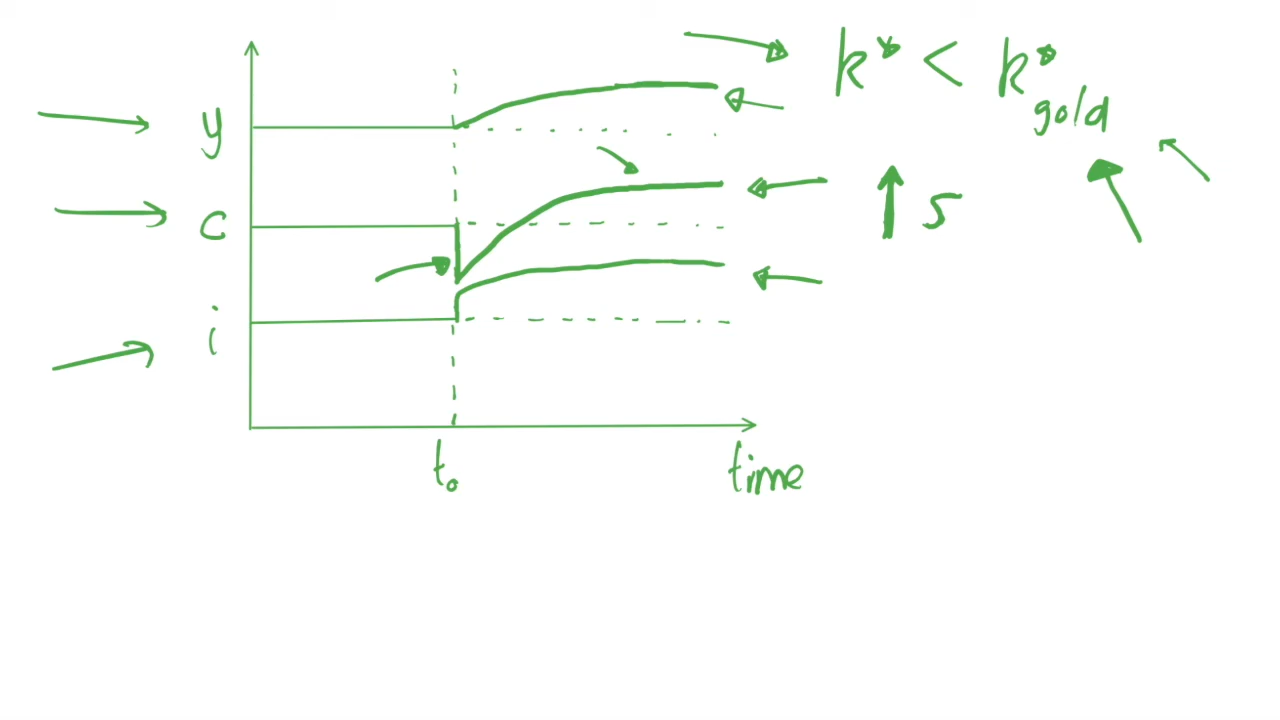 k* < k*gold
y
c
↑ s
i
t₀
time